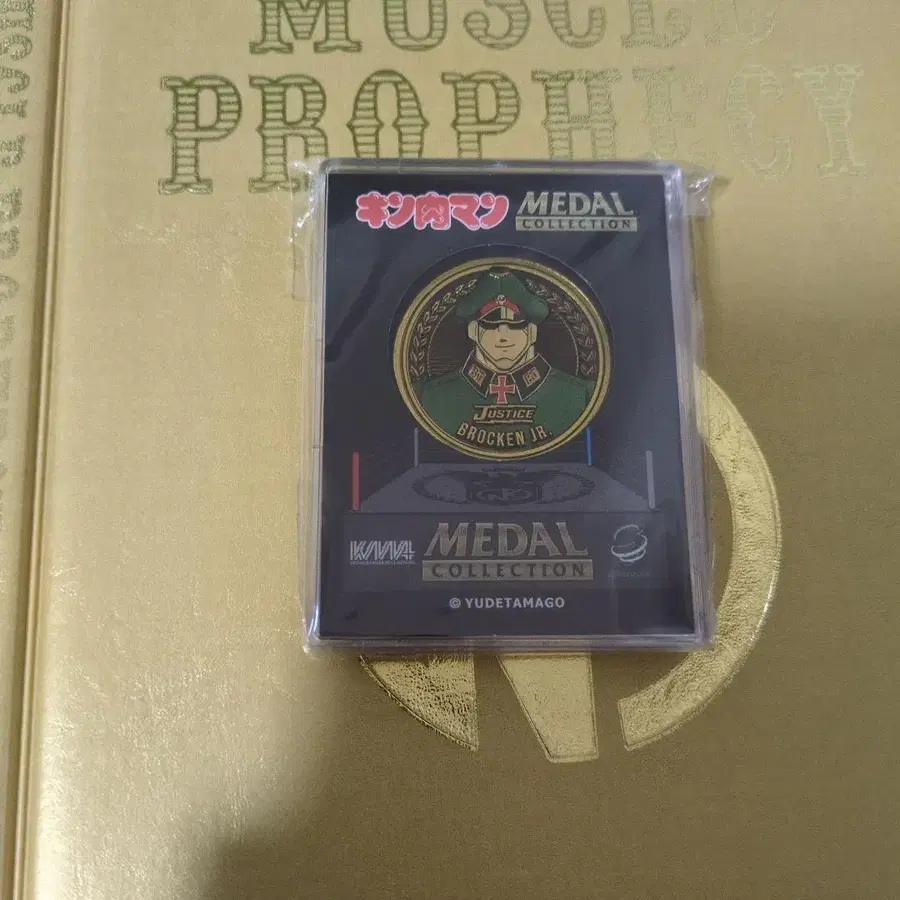 MUSCLE
PROPHECY
キン肉マン MEDAL
COLLECTION
JUSTICE
BROCKEN JR.
MEDAL
COLLECTION
© YUDETAMAGO